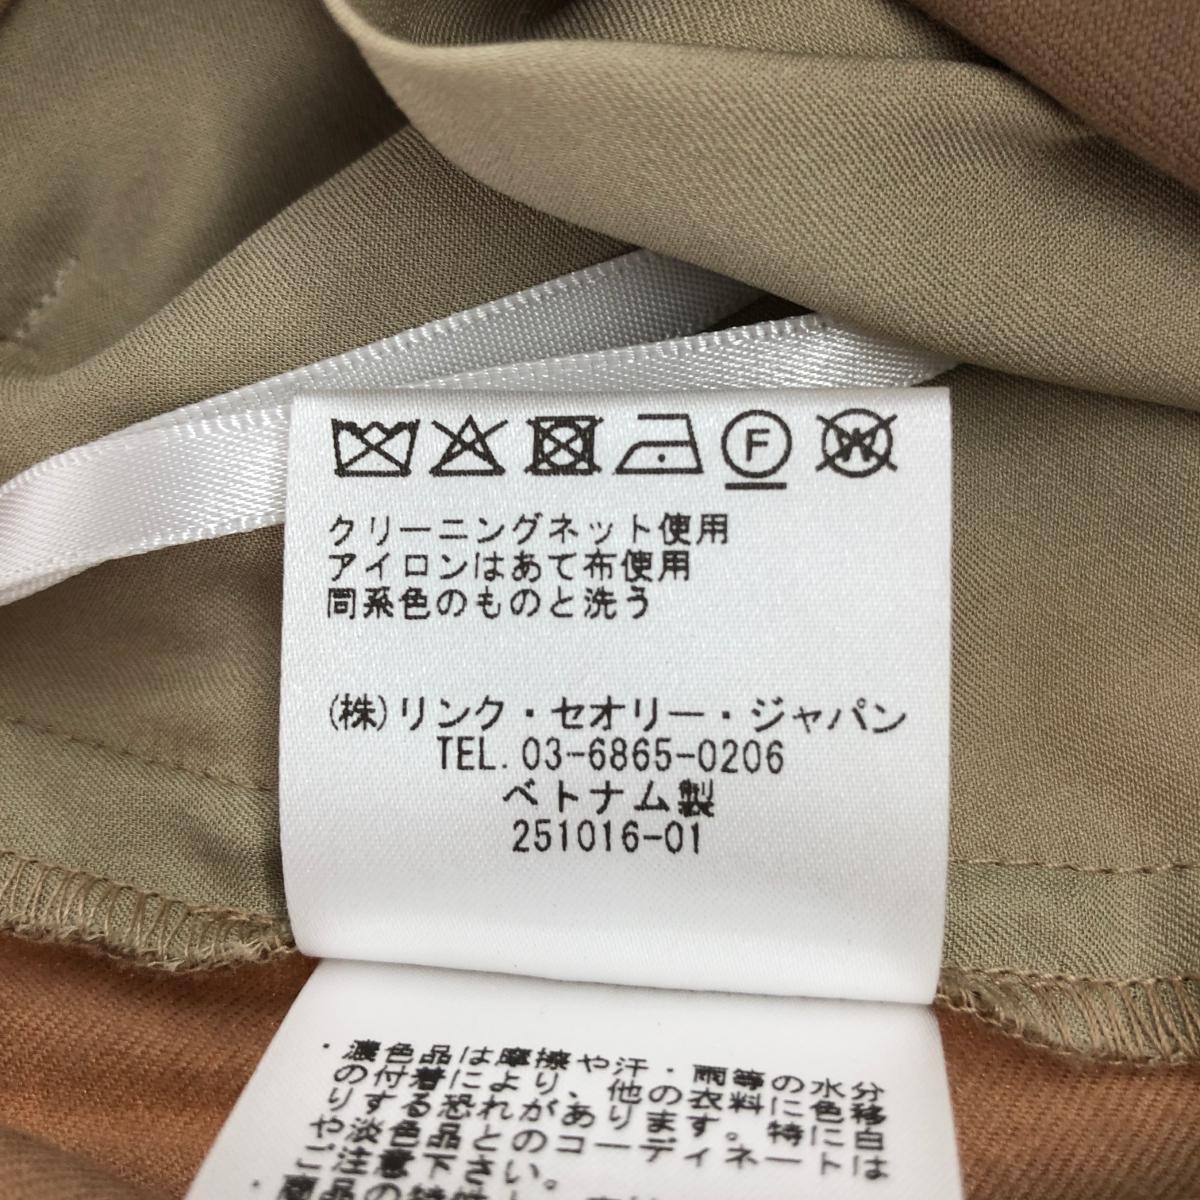 F
W
クリーニングネット使用
アイロンはあて布使用
同系色のものと洗う
(株)リンク・セオリー・ジャパン
TEL.03-6865-0206
ベトナム製
251016-01
・濃色品は摩擦や汗・雨等の水分
の付着により、他の衣料に色移
りする恐れがあります。特に白
や淡色品とのコーディネートは
ご注意下さい。
・商品の特性